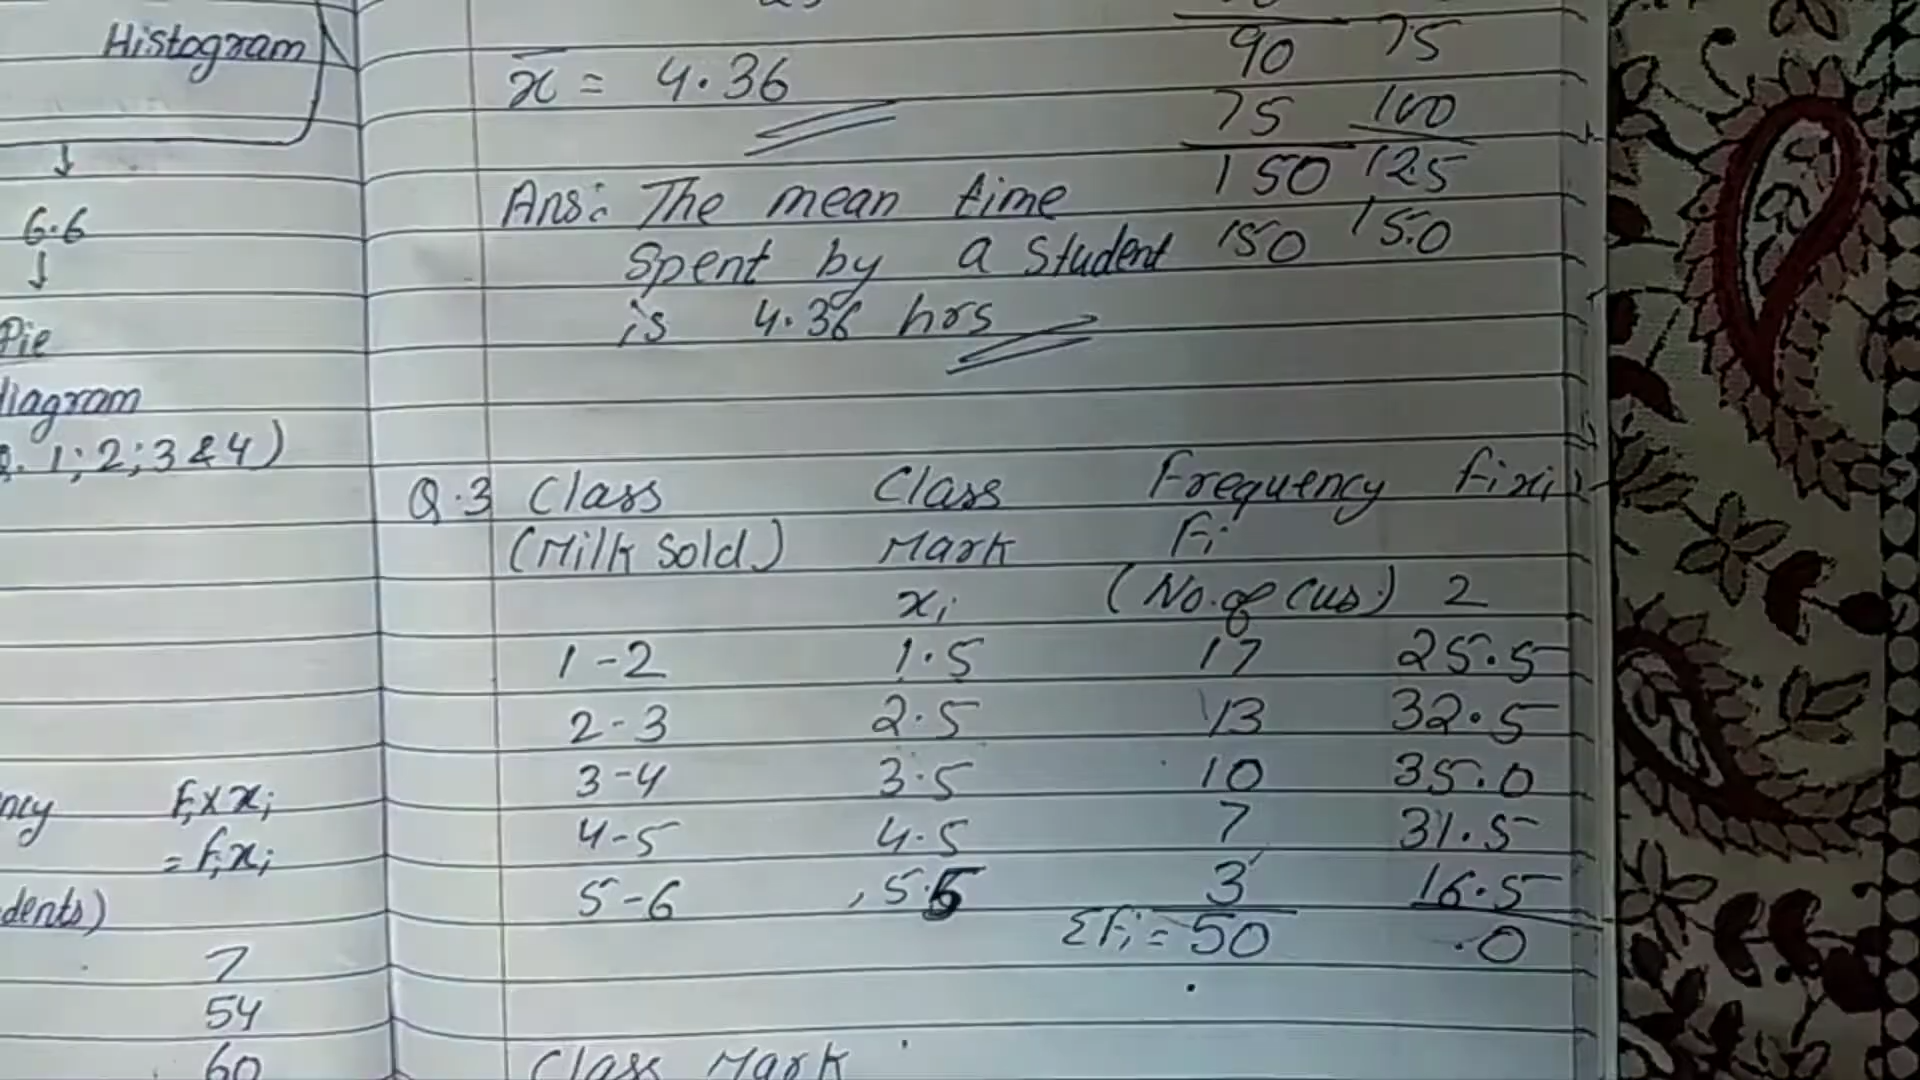 Histogram
↓
6.6
↓
Pie
diagram
1; 2; 3 & 4)
F, x xi
= Fixi
dents)
7
54
60
x̄ = 4.36
90 75
75 100
150 125
150 150
Ans: The mean time
Spent by a student
is 4.36 hrs
Q.3 Class Class Frequency fixi
(Milk Sold) Mark Fi
xi (No. of Cus) 2
1-2 1.5 17 25.5
2-3 2.5 13 32.5
3-4 3.5 10 35.0
4-5 4.5 7 31.5
5-6 5.5 3 16.5
ΣFi = 50 .0
Class Mark